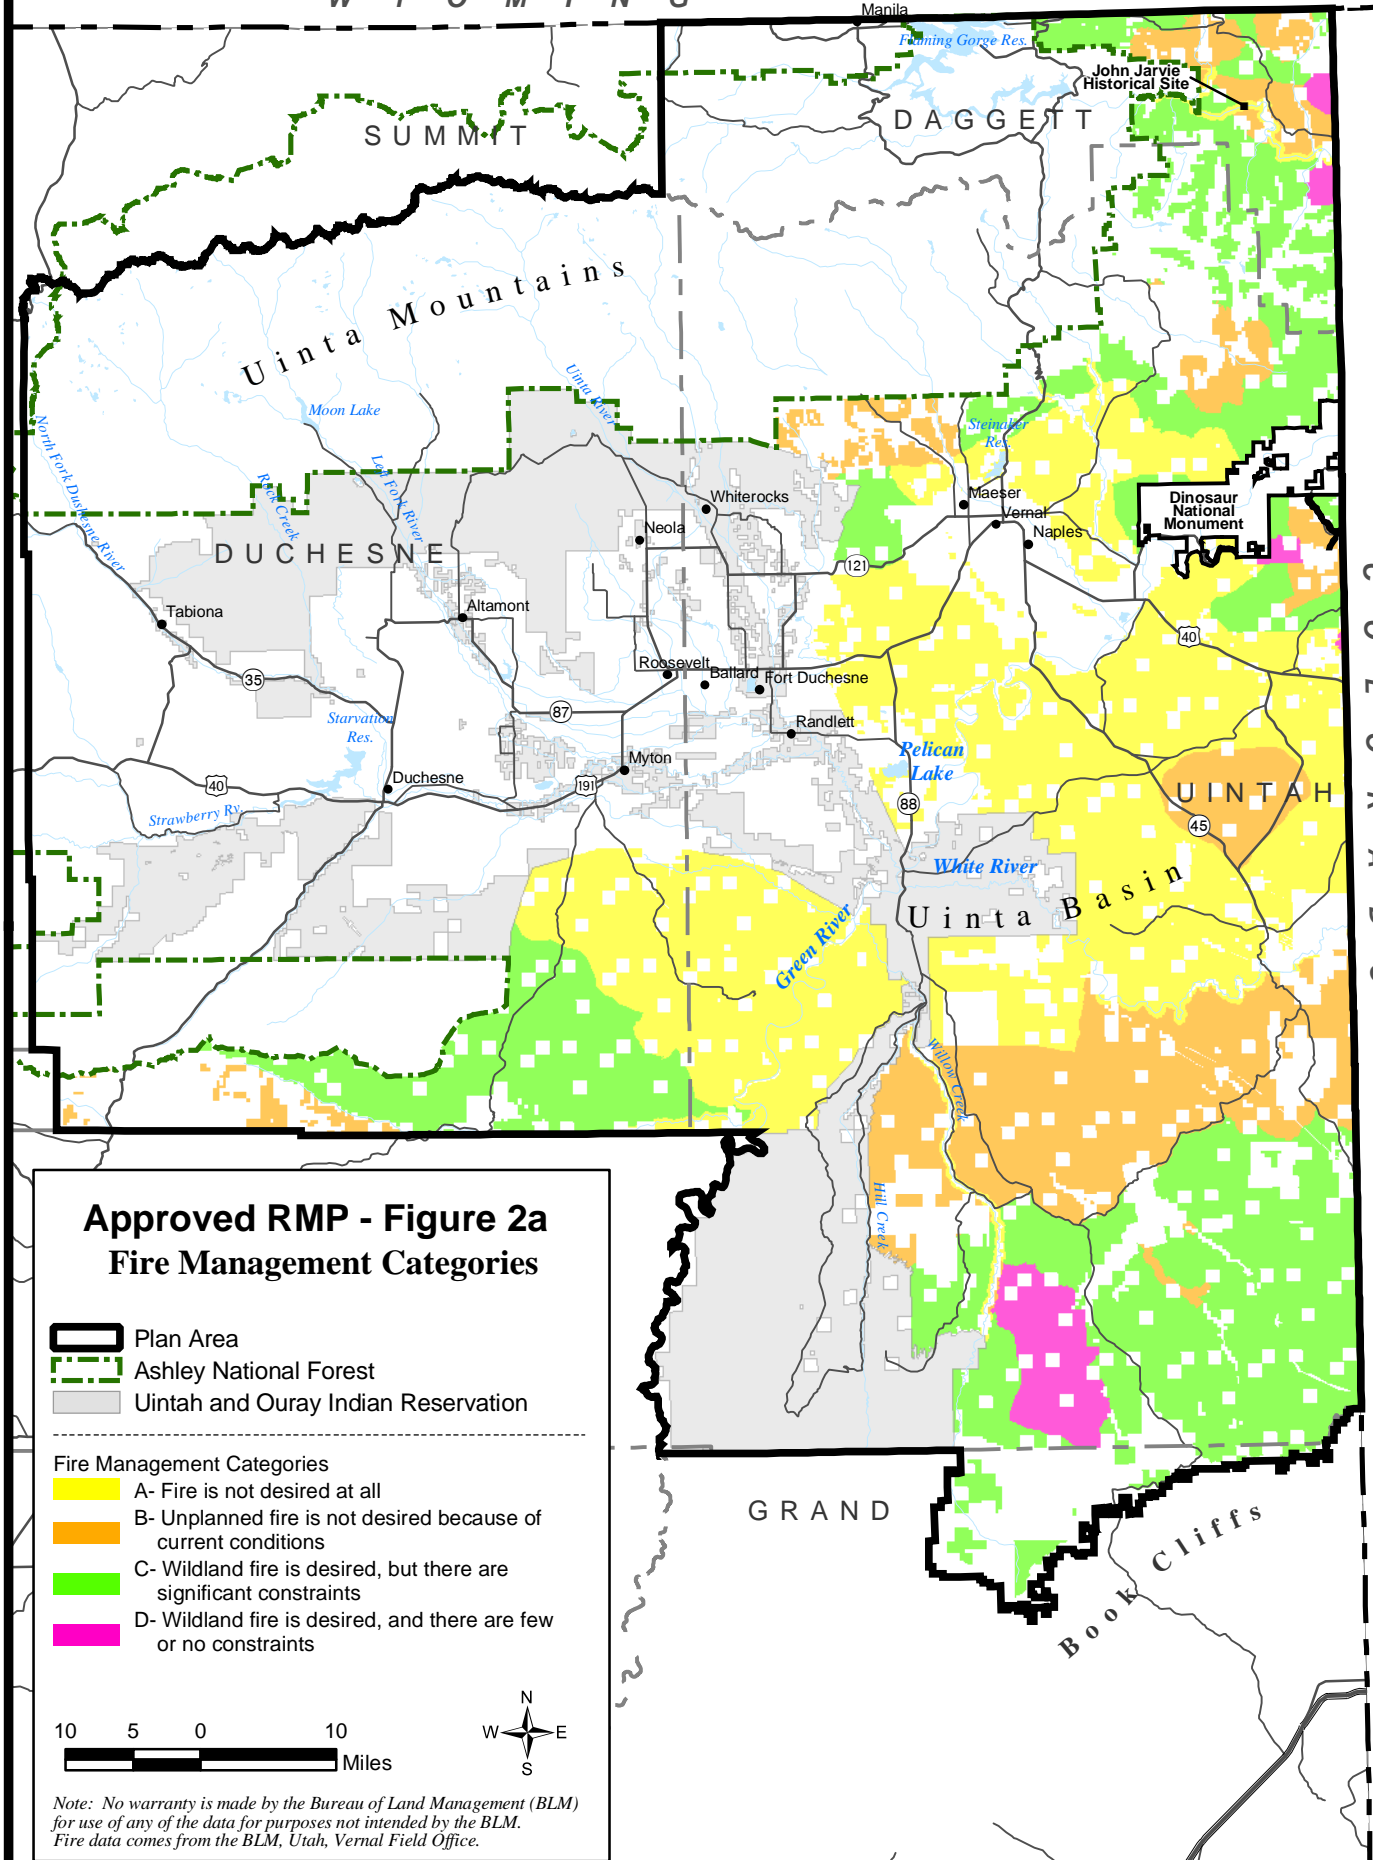 W Y O M I N G
Manila
Flaming Gorge Res.
John Jarvie
Historical Site
SUMMIT
DAGGETT
Uinta Mountains
Uinta River
Moon Lake
North Fork Duchesne River
Rock Creek
Left Fork River
Steinaker
Res.
Whiterocks
Maeser
Vernal
Naples
Dinosaur
National
Monument
Neola
DUCHESNE
121
Tabiona
Altamont
40
35
Roosevelt
Ballard
Fort Duchesne
87
Starvation
Res.
Randlett
Pelican
Lake
Myton
Duchesne
40
191
88
UINTAH
45
Strawberry Rv.
White River
Uinta Basin
Green River
Willow Creek
Hill Creek
COLORADO
GRAND
Book Cliffs
Approved RMP - Figure 2a
Fire Management Categories
Plan Area
Ashley National Forest
Uintah and Ouray Indian Reservation
Fire Management Categories
A- Fire is not desired at all
B- Unplanned fire is not desired because of
current conditions
C- Wildland fire is desired, but there are
significant constraints
D- Wildland fire is desired, and there are few
or no constraints
N
W E
S
10 5 0 10
Miles
Note: No warranty is made by the Bureau of Land Management (BLM)
for use of any of the data for purposes not intended by the BLM.
Fire data comes from the BLM, Utah, Vernal Field Office.